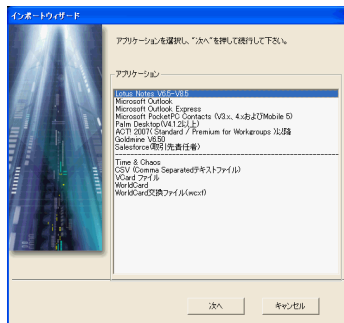 インポートウィザード
アプリケーションを選択し、"次へ"を押して続行して下さい。
アプリケーション
Lotus Notes V6.5-V8.5
Microsoft Outlook
Microsoft Outlook Express
Microsoft PocketPC Contacts (V3.x, 4.xおよびMobile 5)
Palm Desktop(V4.1.2以上)
ACT! 2007( Standard / Premium for Workgroups )以降
Goldmine V6.50
Salesforce(取引先責任者)
Time & Chaos
CSV (Comma Separatedテキストファイル)
VCard ファイル
WorldCard
WorldCard交換ファイル(wcxf)
次へ
キャンセル